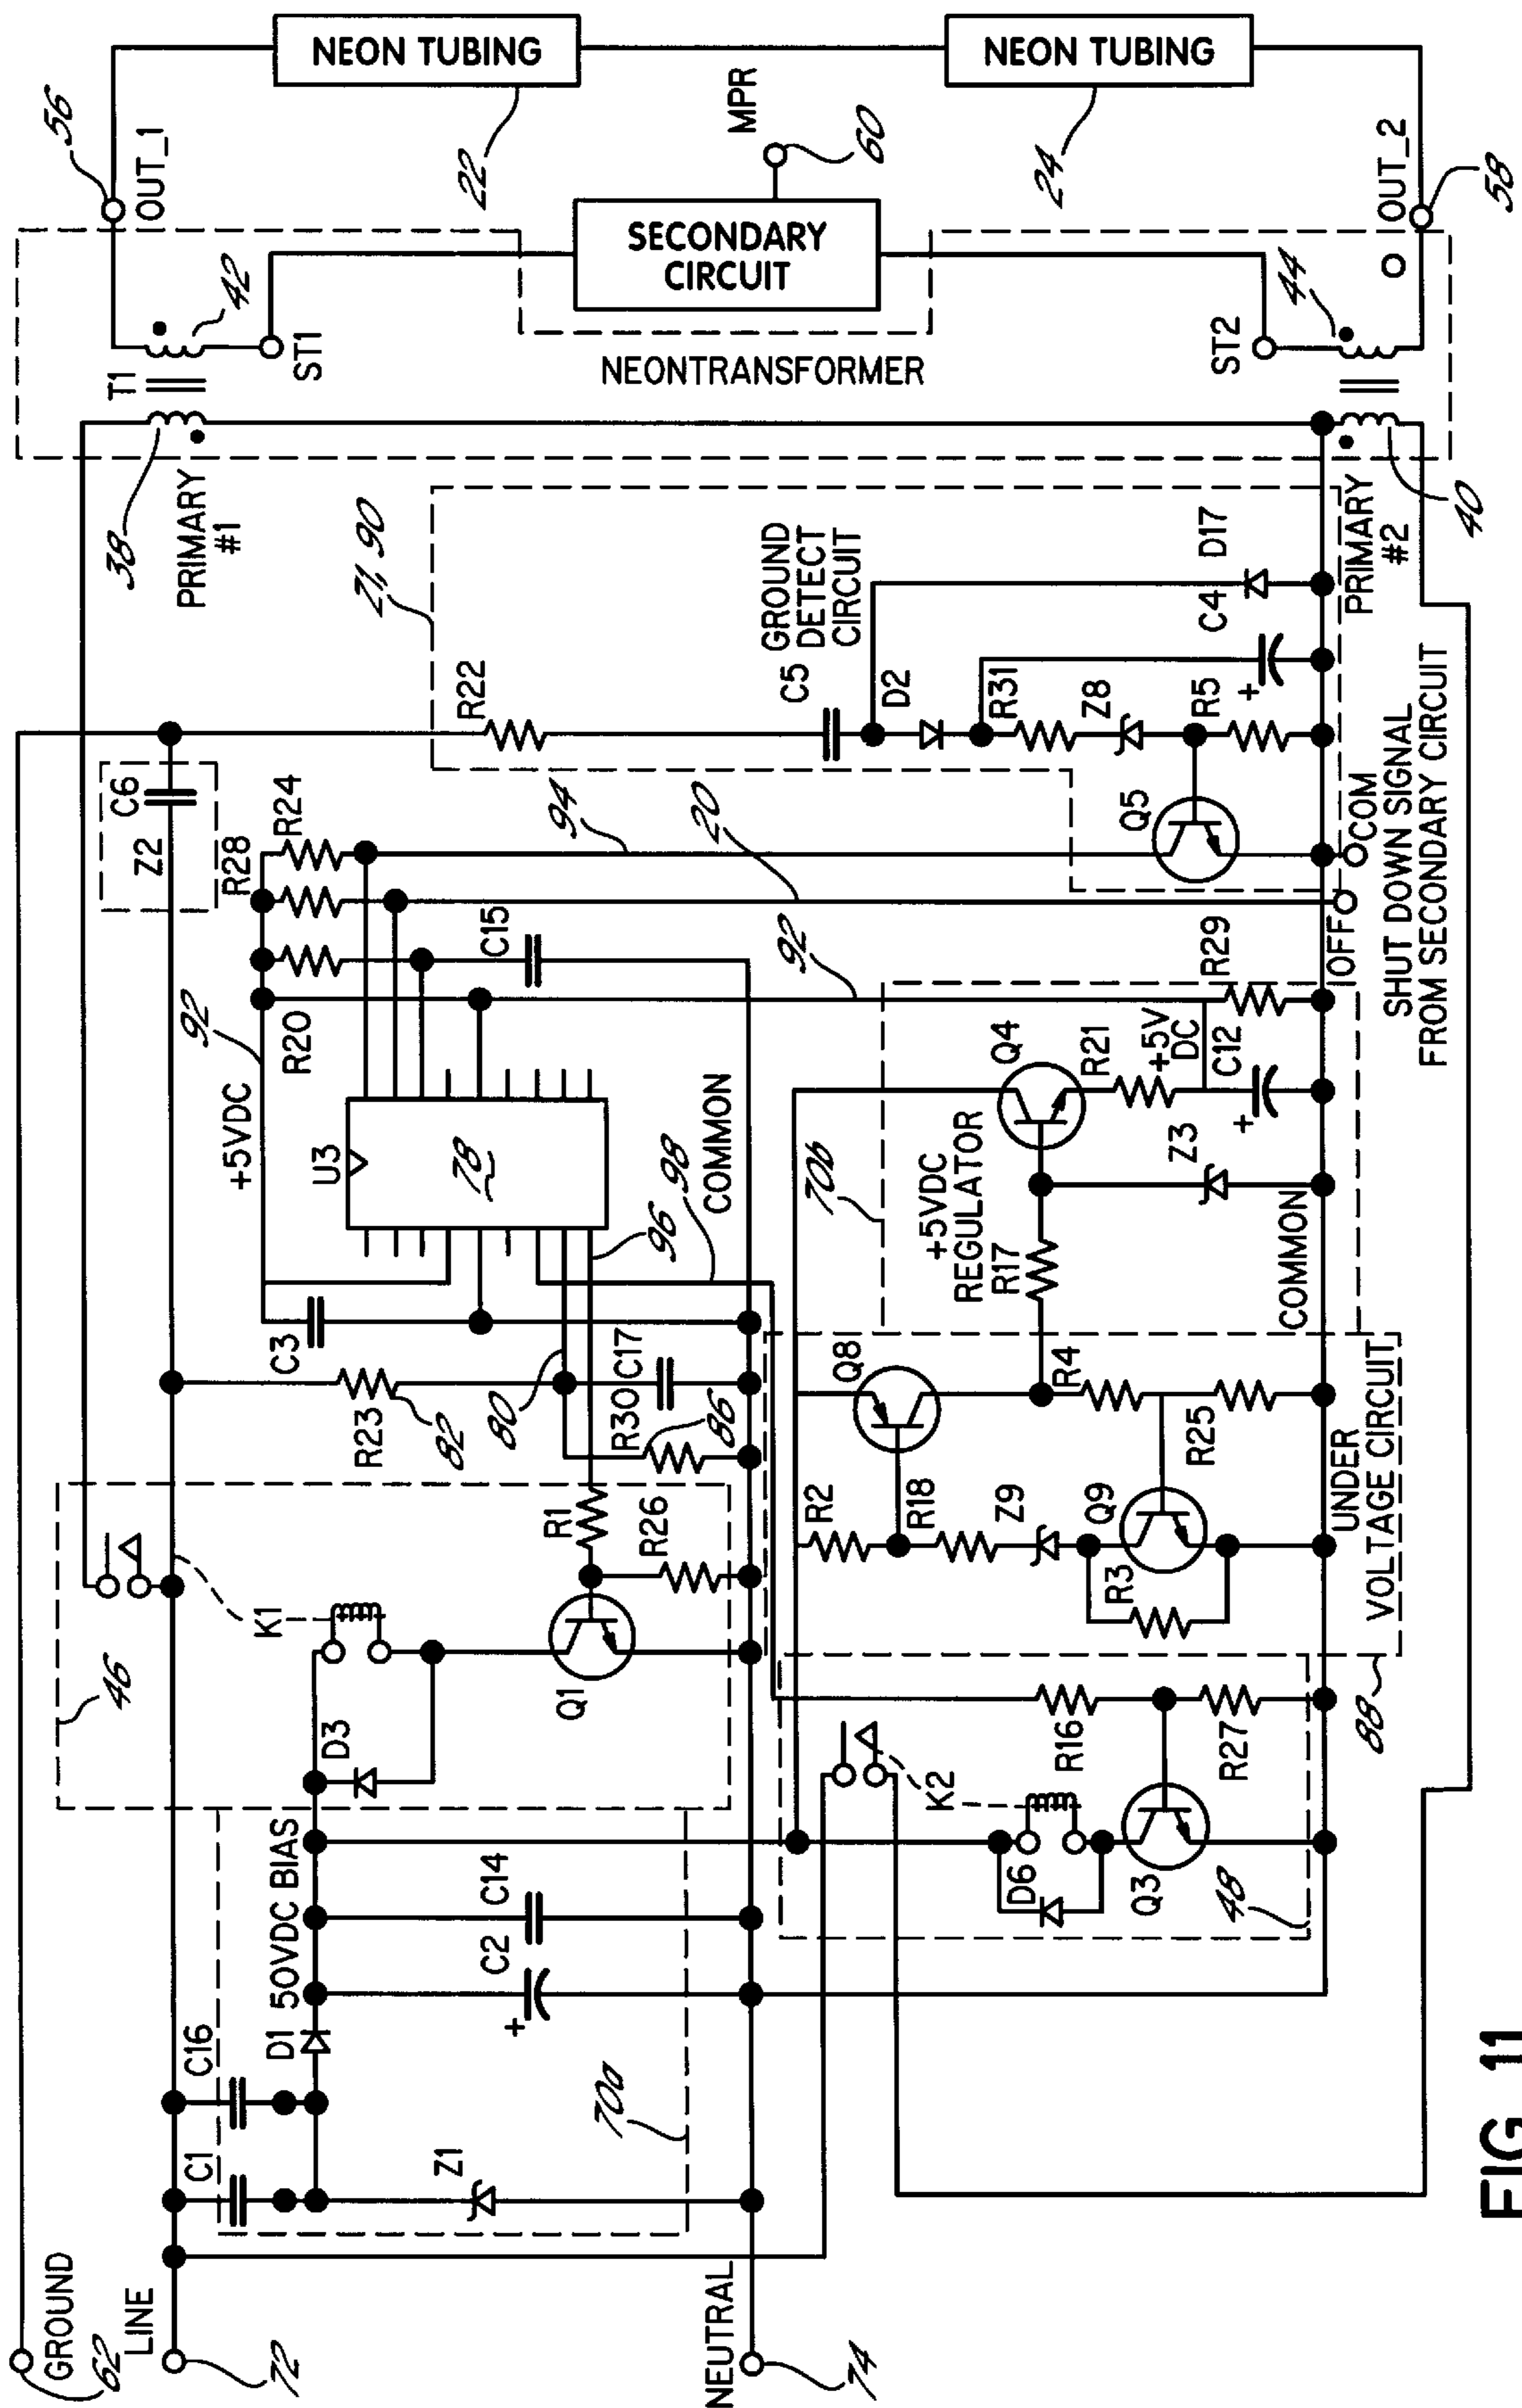 GROUND
62
LINE
72
NEUTRAL
74
C1
C16
D1
50VDC BIAS
Z1
C2
+
C14
70a
46
D3
K1
Q1
R1
R26
R23
82
80
R30
C17
86
C3
92
+5VDC
U3
78
96
98
COMMON
R20
R28
R24
C15
Z2
C6
94
20
92
21, 90
R22
GROUND
DETECT
CIRCUIT
C5
D2
R31
Z8
R5
+
C4
D17
Q5
COM
OFF
SHUT DOWN SIGNAL
FROM SECONDARY CIRCUIT
K2
D6
Q3
48
R16
R27
88
R2
R18
Z9
Q9
R3
Q8
R4
R25
UNDER
VOLTAGE CIRCUIT
70b
+5VDC
REGULATOR
R17
Q4
R21
+5V
DC
C12
+
Z3
R29
COMMON
PRIMARY
#1
38
T1
42
ST1
PRIMARY
#2
40
44
ST2
NEONTRANSFORMER
SECONDARY
CIRCUIT
MPR
60
OUT_1
56
OUT_2
58
NEON TUBING
22
NEON TUBING
24
FIG. 11